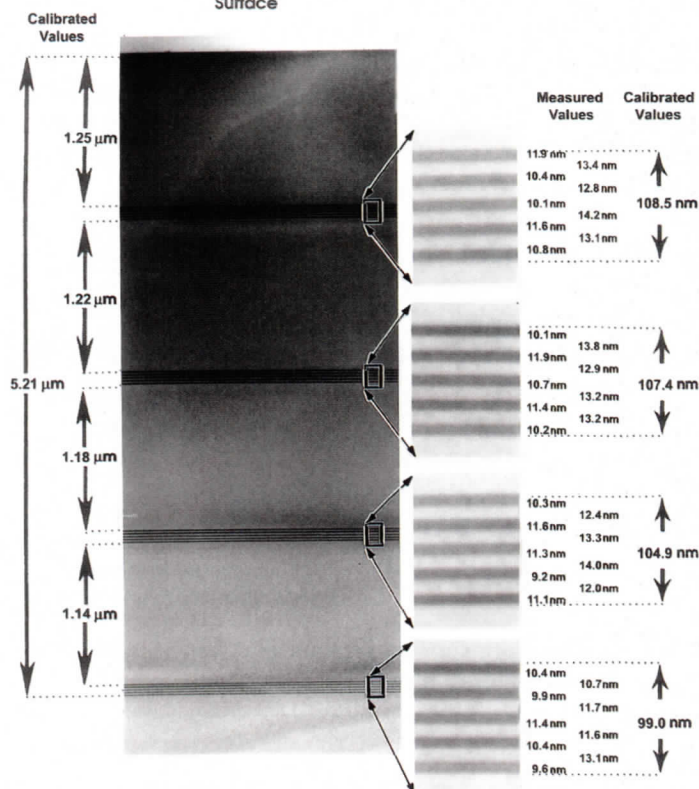 Surface
Calibrated
Values
1.25 μm
1.22 μm
5.21 μm
1.18 μm
1.14 μm
Measured
Values
Calibrated
Values
11.9 nm
13.4 nm
10.4 nm
12.8 nm
10.1 nm
14.2 nm
11.6 nm
13.1 nm
10.8 nm
108.5 nm
10.1 nm
13.8 nm
11.9 nm
12.9 nm
10.7 nm
13.2 nm
11.4 nm
13.2 nm
10.2 nm
107.4 nm
10.3 nm
12.4 nm
11.6 nm
13.3 nm
11.3 nm
14.0 nm
9.2 nm
12.0 nm
11.1 nm
104.9 nm
10.4 nm
10.7 nm
9.9 nm
11.7 nm
11.4 nm
11.6 nm
10.4 nm
13.1 nm
9.6 nm
99.0 nm